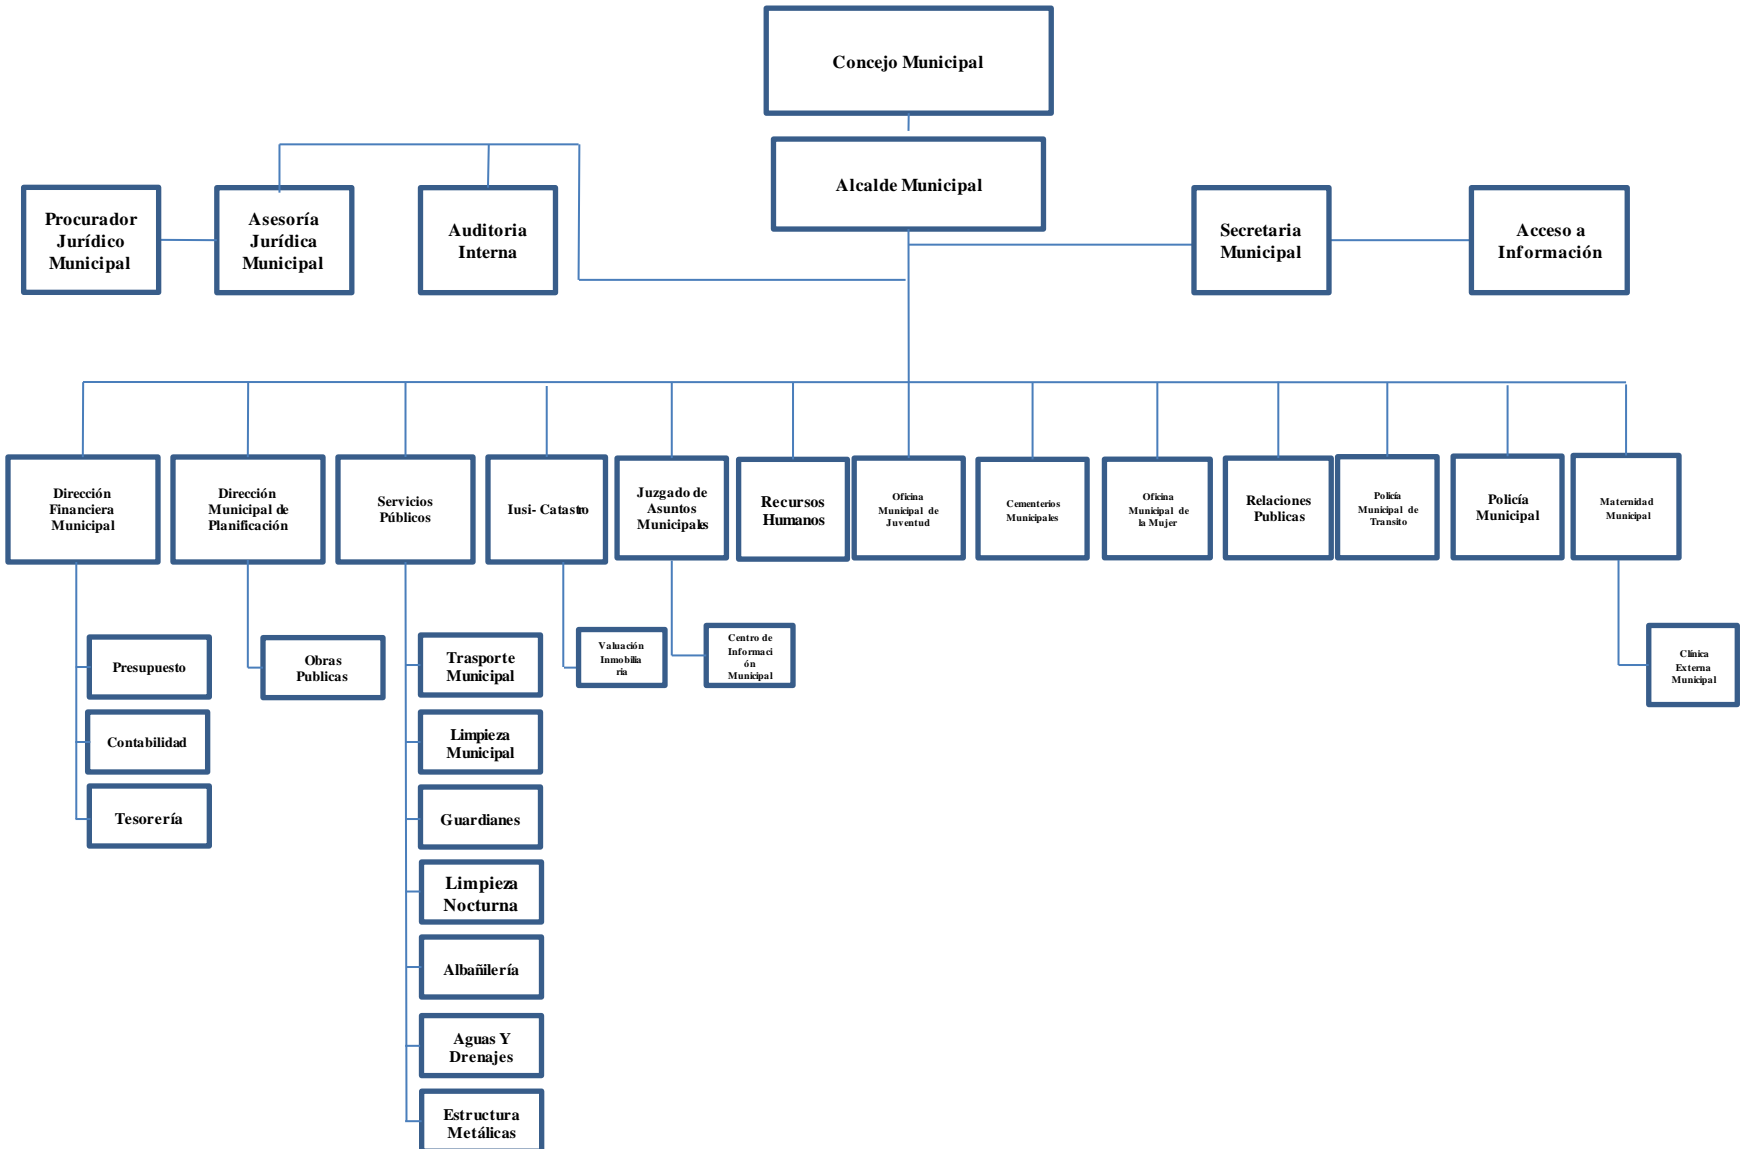 Concejo Municipal
Alcalde Municipal
Procurador
Jurídico
Municipal
Asesoría
Jurídica
Municipal
Auditoria
Interna
Secretaria
Municipal
Acceso a
Información
Dirección
Financiera
Municipal
Dirección
Municipal de
Planificación
Servicios
Públicos
Iusi- Catastro
Juzgado de
Asuntos
Municipales
Recursos
Humanos
Oficina
Municipal de
Juventud
Cementerios
Municipales
Oficina
Municipal de
la Mujer
Relaciones
Publicas
Policía
Municipal de
Transito
Policía
Municipal
Maternidad
Municipal
Presupuesto
Contabilidad
Tesorería
Obras
Publicas
Trasporte
Municipal
Limpieza
Municipal
Guardianes
Limpieza
Nocturna
Albañilería
Aguas Y
Drenajes
Estructura
Metálicas
Valuación
Inmobilia
ria
Centro de
Informaci
ón
Municipal
Clínica
Externa
Municipal